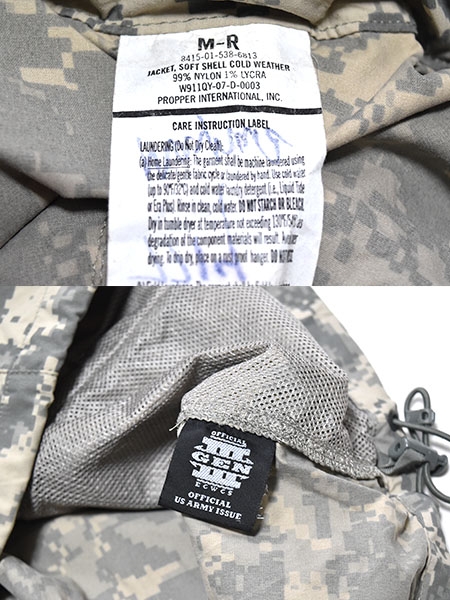 M-R
8415-01-538-6813
JACKET, SOFT SHELL COLD WEATHER
99% NYLON 1% LYCRA
W911QY-07-D-0003
PROPPER INTERNATIONAL, INC.
CARE INSTRUCTION LABEL
LAUNDERING (Do Not Dry Clean):
(a) Home Laundering: The garment shall be machine laundered using
the delicate/gentle fabric cycle or laundered by hand. Use cold water
(up to 90°F/32°C) and cold water laundry detergent (i.e., Liquid Tide
or Era Plus). Rinse in clean, cold water. DO NOT STARCH OR BLEACH.
Dry in tumble dryer at temperature not exceeding 130°F
degradation of the component materials will result. Avoid
drying. To drip dry, place on a rust proof hanger. DO NOT
OFFICIAL
III
GEN
III
ECWCS
OFFICIAL
US ARMY ISSUE